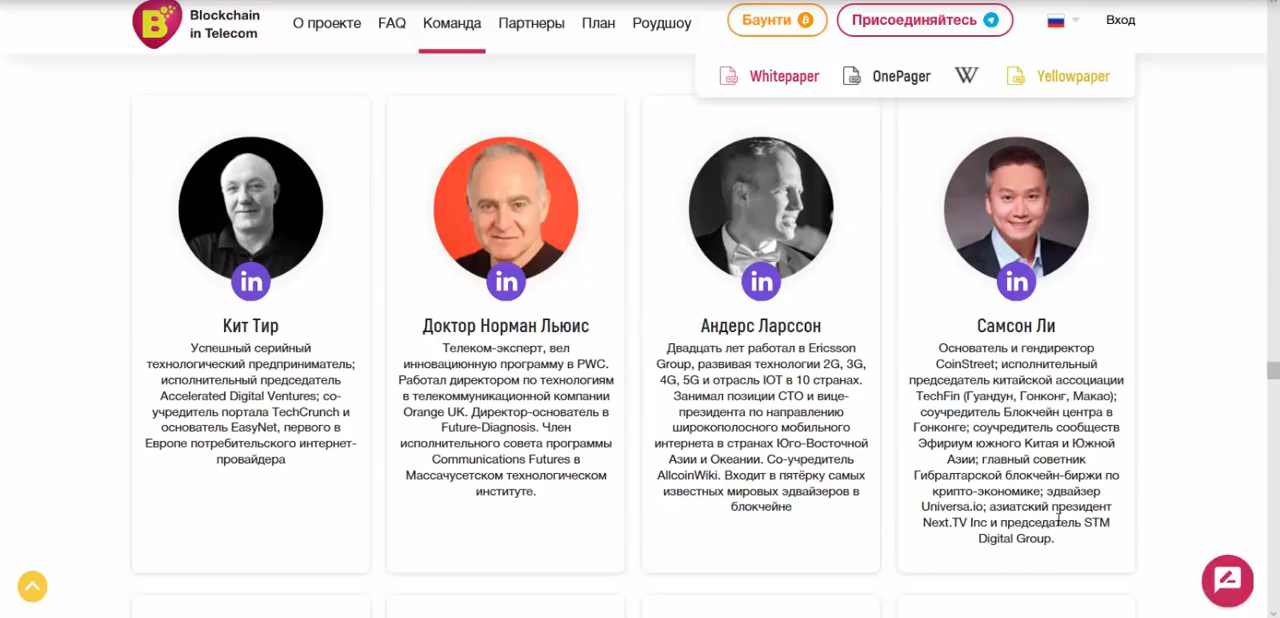 Blockchain
in Telecom
О проекте FAQ Команда Партнеры План Роудшоу
Баунти
Присоединяйтесь
Вход
Whitepaper OnePager W Yellowpaper
in
Кит Тир
Успешный серийный
технологический предприниматель;
исполнительный председатель
Accelerated Digital Ventures; со-
учредитель портала TechCrunch и
основатель EasyNet, первого в
Европе потребительского интернет-
провайдера
in
Доктор Норман Льюис
Телеком-эксперт, вел
инновационную программу в PWC.
Работал директором по технологиям
в телекоммуникационной компании
Orange UK. Директор-основатель в
Future-Diagnosis. Член
исполнительного совета программы
Communications Futures в
Массачусетском технологическом
институте.
in
Андерс Ларссон
Двадцать лет работал в Ericsson
Group, развивая технологии 2G, 3G,
4G, 5G и отрасль IOT в 10 странах.
Занимал позиции CTO и вице-
президента по направлению
широкополосного мобильного
интернета в странах Юго-Восточной
Азии и Океании. Со-учредитель
AllcoinWiki. Входит в пятёрку самых
известных мировых эдвайзеров в
блокчейне
in
Самсон Ли
Основатель и гендиректор
CoinStreet; исполнительный
председатель китайской ассоциации
TechFin (Гуандун, Гонконг, Макао);
соучредитель Блокчейн центра в
Гонконге; соучредитель сообществ
Эфириум южного Китая и Южной
Азии; главный советник
Гибралтарской блокчейн-биржи по
крипто-экономике; эдвайзер
Universa.io; азиатский президент
Next.TV Inc и председатель STM
Digital Group.